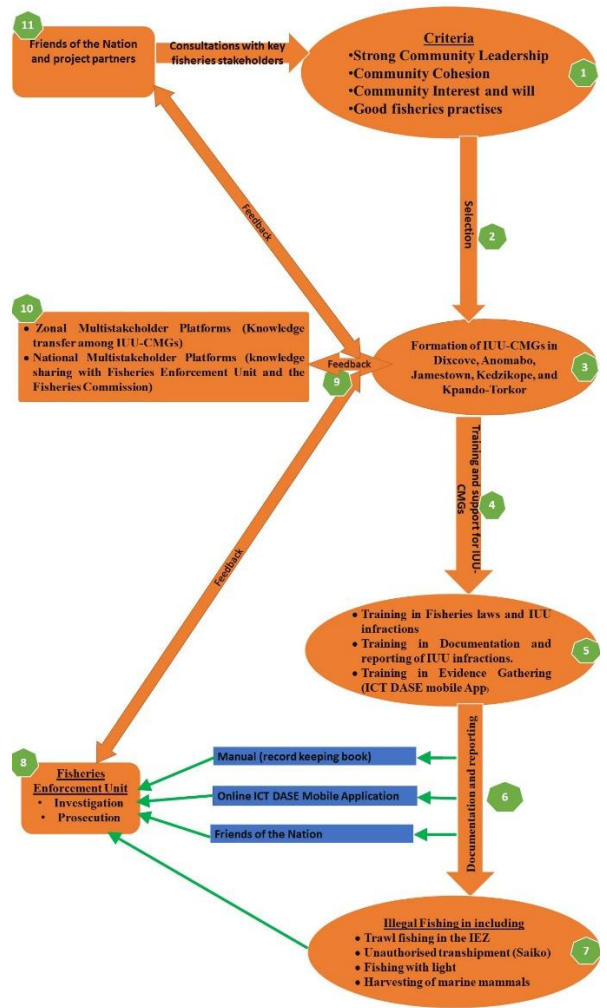 11
Friends of the Nation
and project partners
Consultations with key
fisheries stakeholders
Criteria
•Strong Community Leadership
•Community Cohesion
•Community Interest and will
•Good fisheries practises
1
Selection
2
Feedback
10
• Zonal Multistakeholder Platforms (Knowledge
transfer among IUU-CMGs)
• National Multistakeholder Platforms (knowledge
sharing with Fisheries Enforcement Unit and the
Fisheries Commission)
Feedback
9
Formation of IUU-CMGs in
Dixcove, Anomabo,
Jamestown, Kedzikope, and
Kpando-Torkor
3
Training and support for IUU-
CMGs
4
Feedback
• Training in Fisheries laws and IUU
infractions
• Training in Documentation and
reporting of IUU infractions.
• Training in Evidence Gathering
(ICT DASE mobile App)
5
8
Fisheries
Enforcement Unit
• Investigation
• Prosecution
Manual (record keeping book)
Online ICT DASE Mobile Application
Friends of the Nation
Documentation and reporting
6
Illegal Fishing in including
• Trawl fishing in the IEZ
• Unauthorised transhipment (Saiko)
• Fishing with light
• Harvesting of marine mammals
7